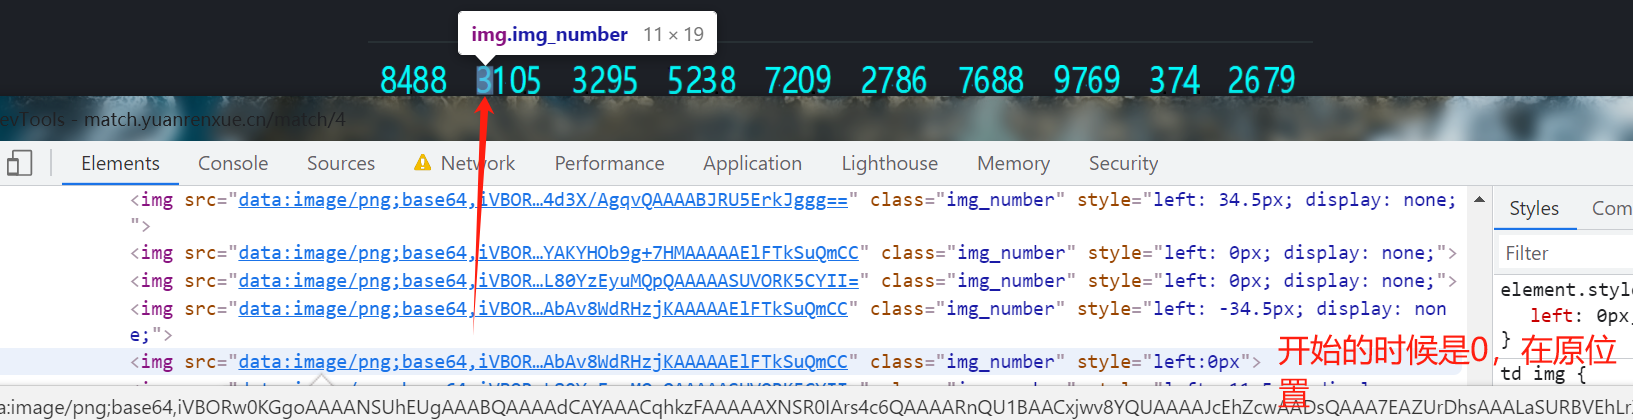 img.img_number 11 × 19
8488 3105 3295 5238 7209 2786 7688 9769 374 2679
evTools - match.yuanrenxue.cn/match/4
Elements Console Sources Network Performance Application Lighthouse Memory Security
<img src="data:image/png;base64,iVBOR…4d3X/AgqvQAAAABJRU5ErkJggg==" class="img_number" style="left: 34.5px; display: none;
">
Styles Com
<img src="data:image/png;base64,iVBOR…YAKYHOb9g+7HMAAAAAElFTkSuQmCC" class="img_number" style="left: 0px; display: none;">
Filter
<img src="data:image/png;base64,iVBOR…L80YzEyuMQpQAAAAASUVORK5CYII=" class="img_number" style="left: 0px; display: none;">
element.style
<img src="data:image/png;base64,iVBOR…AbAv8WdRHzjKAAAAAElFTkSuQmCC" class="img_number" style="left: -34.5px; display: non
e;">
left: 0px;
}
<img src="data:image/png;base64,iVBOR…AbAv8WdRHzjKAAAAAElFTkSuQmCC" class="img_number" style="left:0px">
开始的时候是0，在原位
置
td img {